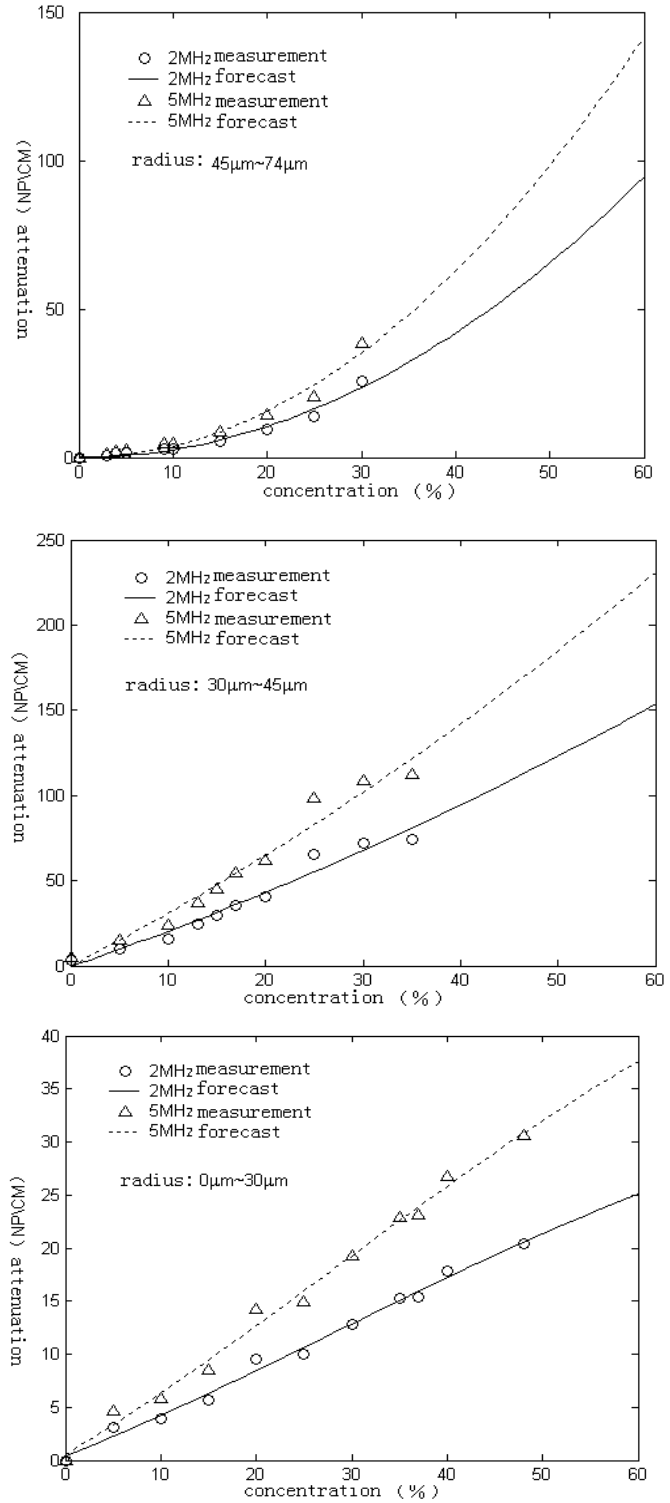 150
2MHz measurement
2MHz forecast
5MHz measurement
5MHz forecast
radius: 45μm~74μm
100
50
0
(NP\CM) attenuation
0 10 20 30 40 50 60
concentration (%)
250
2MHz measurement
2MHz forecast
5MHz measurement
5MHz forecast
radius: 30μm~45μm
200
150
100
50
0
(NP\CM) attenuation
0 10 20 30 40 50 60
concentration (%)
40
2MHz measurement
2MHz forecast
5MHz measurement
5MHz forecast
radius: 0μm~30μm
35
30
25
20
15
10
5
0
(NP\CM) attenuation
0 10 20 30 40 50 60
concentration (%)